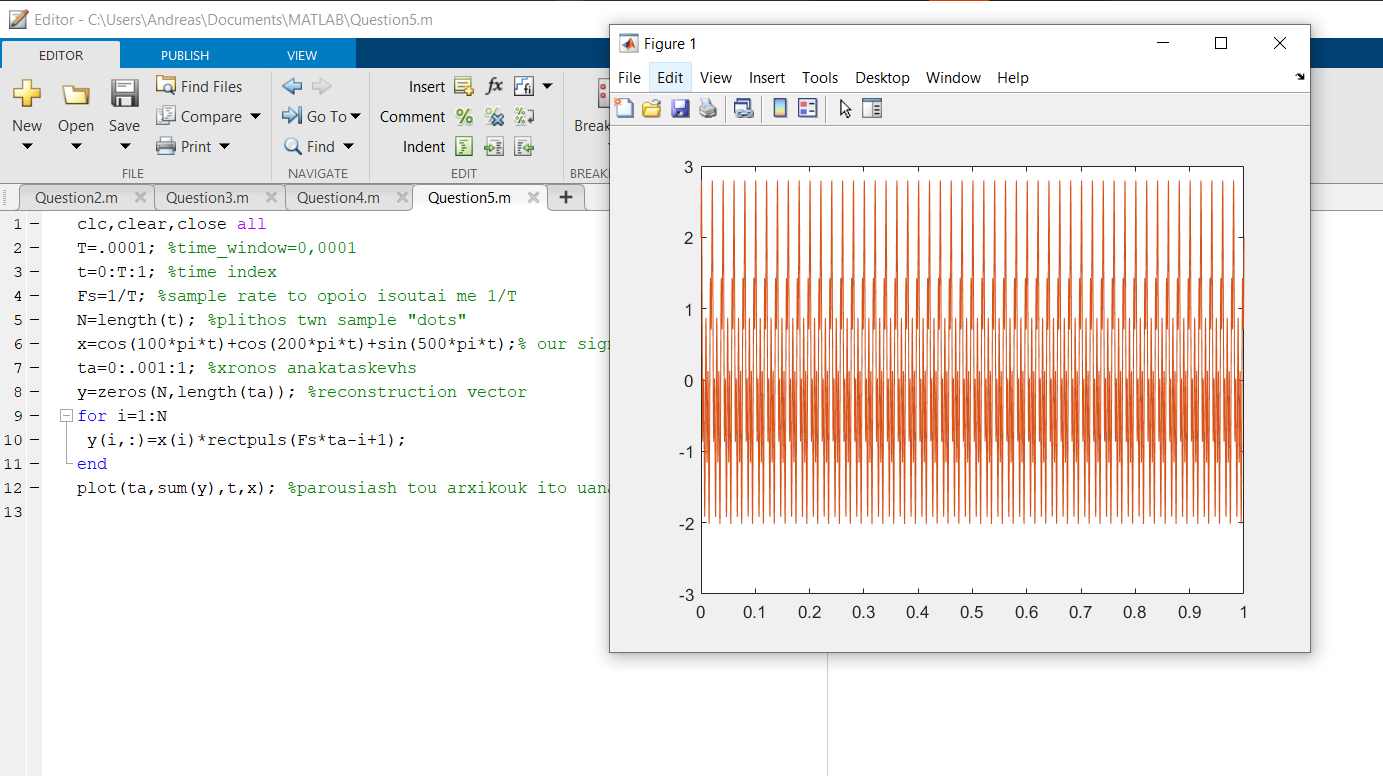 Editor - C:\Users\Andreas\Documents\MATLAB\Question5.m
EDITOR PUBLISH VIEW
New Open Save
Find Files
Compare
Print
FILE
Go To
Find
NAVIGATE
Insert fx
Comment
Indent
EDIT
Question2.m Question3.m Question4.m Question5.m
1 clc,clear,close all
2 T=.0001; %time_window=0,0001
3 t=0:T:1; %time index
4 Fs=1/T; %sample rate to opoio isoutai me 1/T
5 N=length(t); %plithos twn sample "dots"
6 x=cos(100*pi*t)+cos(200*pi*t)+sin(500*pi*t);% our
7 ta=0:.001:1; %xronos anakataskevhs
8 y=zeros(N,length(ta)); %reconstruction vector
9 for i=1:N
10 y(i,:)=x(i)*rectpuls(Fs*ta-i+1);
11 end
12 plot(ta,sum(y),t,x); %parousiash tou arxikouk ito
13
Figure 1
File Edit View Insert Tools Desktop Window Help
3
2
1
0
-1
-2
-3
0 0.1 0.2 0.3 0.4 0.5 0.6 0.7 0.8 0.9 1